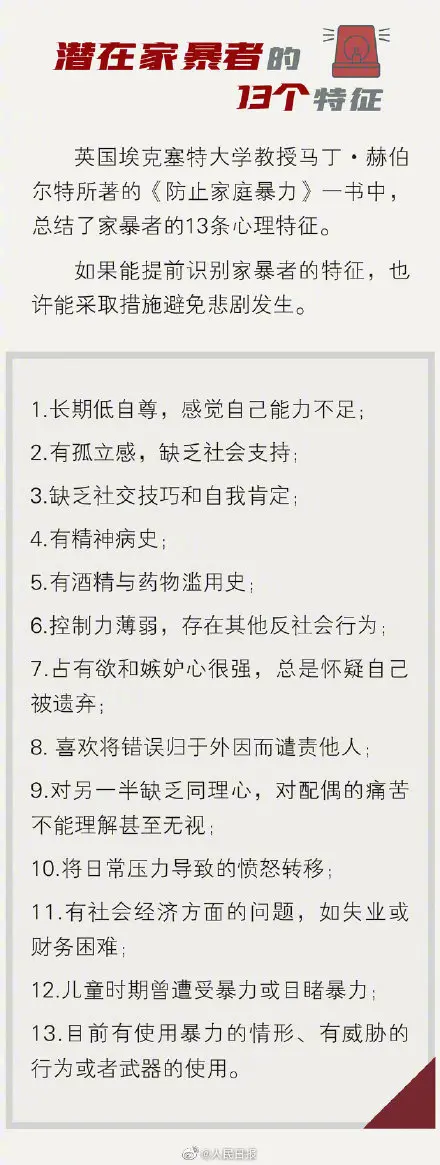 潜在家暴者的
13个特征
英国埃克塞特大学教授马丁·赫伯
尔特所著的《防止家庭暴力》一书中，
总结了家暴者的13条心理特征。
如果能提前识别家暴者的特征，也
许能采取措施避免悲剧发生。
1.长期低自尊，感觉自己能力不足；
2.有孤立感，缺乏社会支持；
3.缺乏社交技巧和自我肯定；
4.有精神病史；
5.有酒精与药物滥用史；
6.控制力薄弱，存在其他反社会行为；
7.占有欲和嫉妒心很强，总是怀疑自己
被遗弃；
8. 喜欢将错误归于外因而谴责他人；
9.对另一半缺乏同理心，对配偶的痛苦
不能理解甚至无视；
10.将日常压力导致的愤怒转移；
11.有社会经济方面的问题，如失业或
财务困难；
12.儿童时期曾遭受暴力或目睹暴力；
13.目前有使用暴力的情形、有威胁的
行为或者武器的使用。
@人民日报